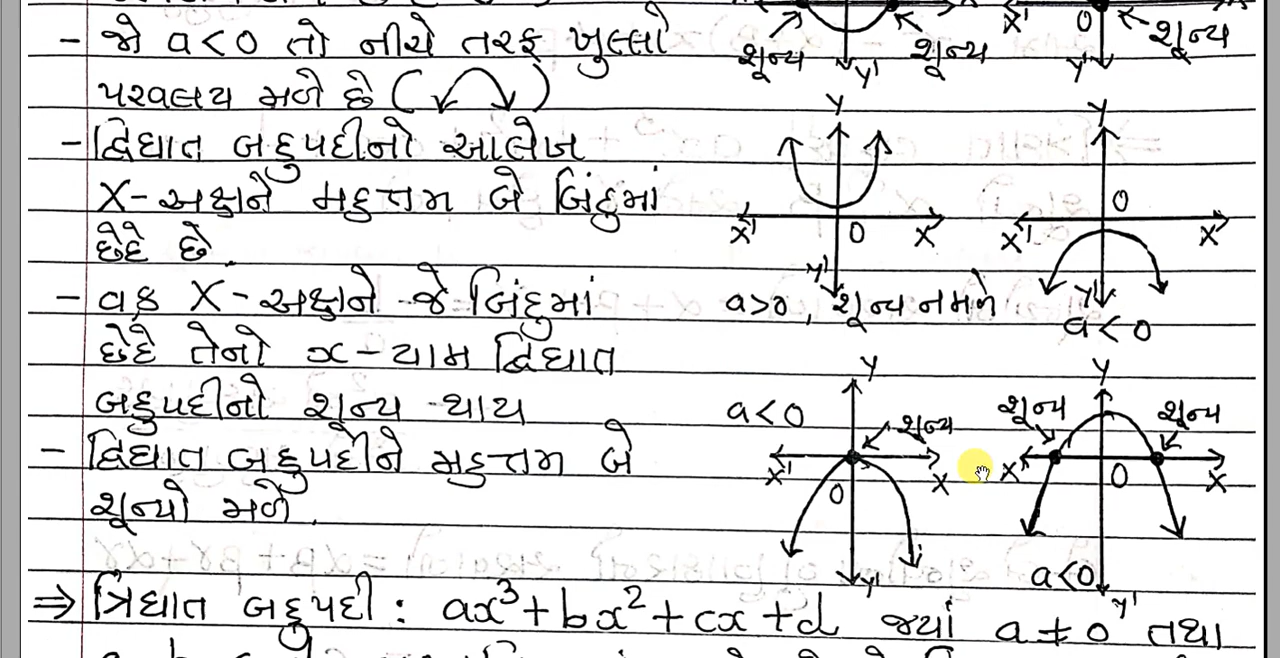 - જો a<0 તો નીચે તરફ ખુલ્લો
પરવલય મળે છે ( )
- દ્વિઘાત બહુપદીનો આલેખ
X-અક્ષને મહત્તમ બે બિંદુમાં
છેદે છે.
- વક્ર X-અક્ષને જે બિંદુમાં
છેદે તેનો x-યામ દ્વિઘાત
બહુપદીનો શૂન્ય થાય
- દ્વિઘાત બહુપદીને મહત્તમ બે
શૂન્યો મળે.
⇒ ત્રિઘાત બહુપદી : ax³+bx²+cx+d જ્યાં a≠0 તથા
X' O
શૂન્ય શૂન્ય Y' Y' શૂન્ય
Y Y
O
X' O X X' X
Y' Y'
a>0, શૂન્ય ન મળે
a<0
Y Y
a<0 શૂન્ય શૂન્ય શૂન્ય
X' O X X' O X
Y' a<0 Y'